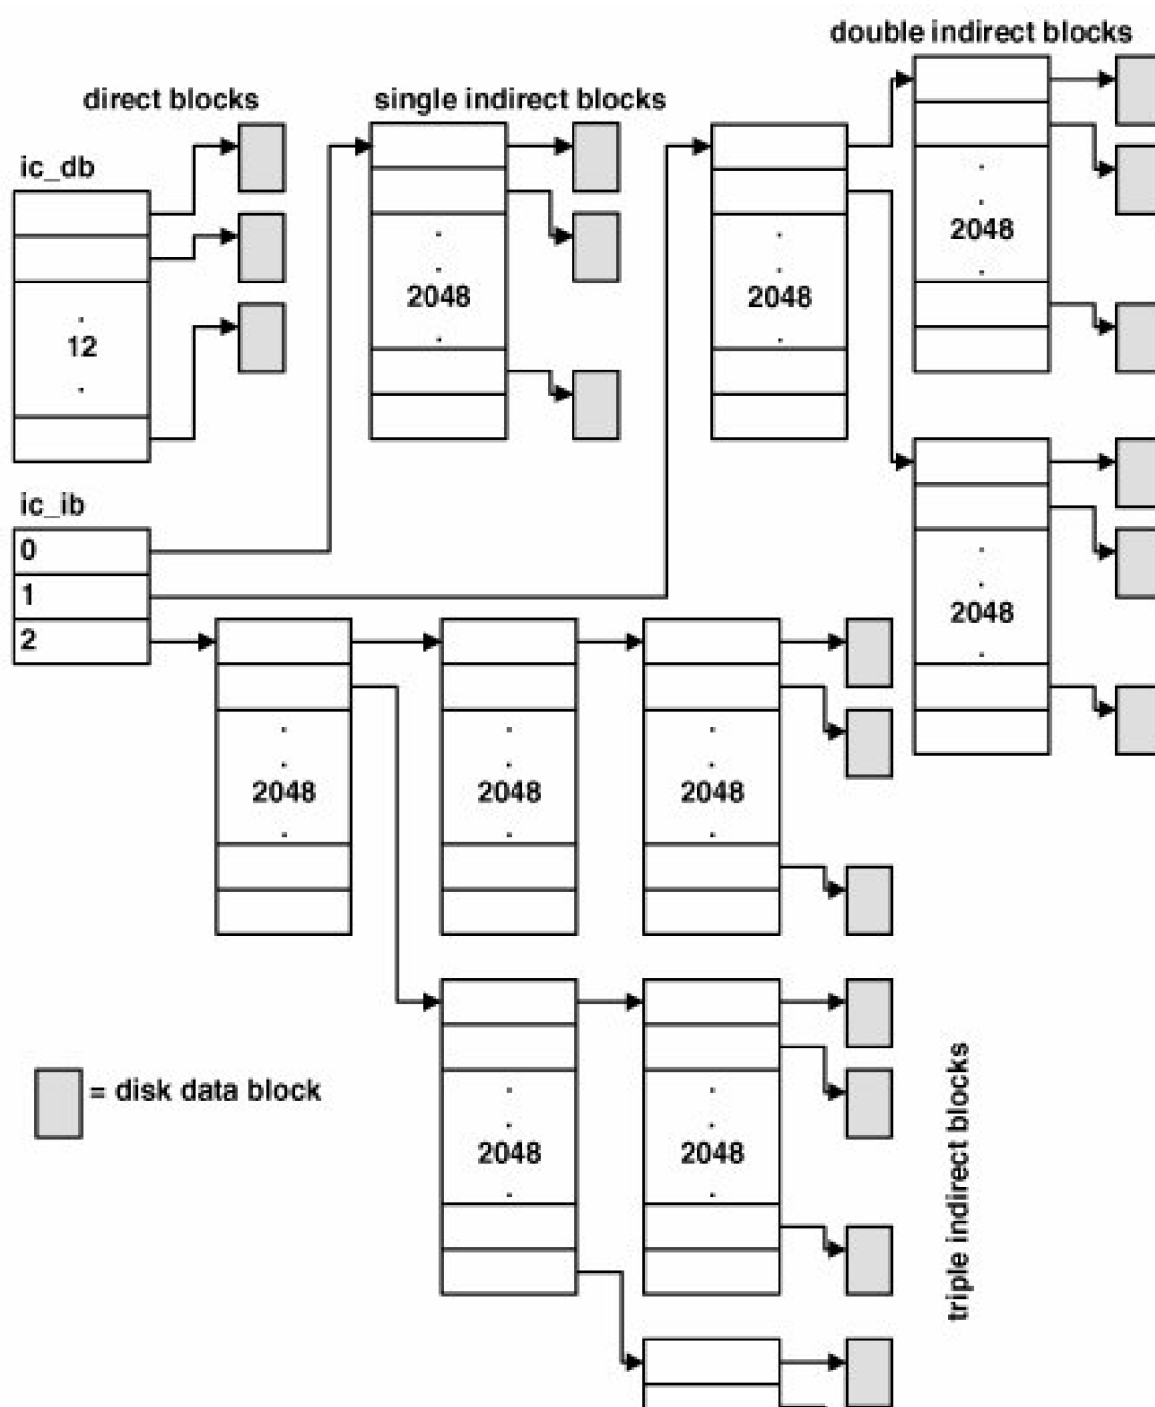 double indirect blocks
direct blocks
single indirect blocks
ic_db
2048
2048
2048
12
ic_ib
0
1
2
2048
2048
2048
2048
= disk data block
2048
2048
triple indirect blocks